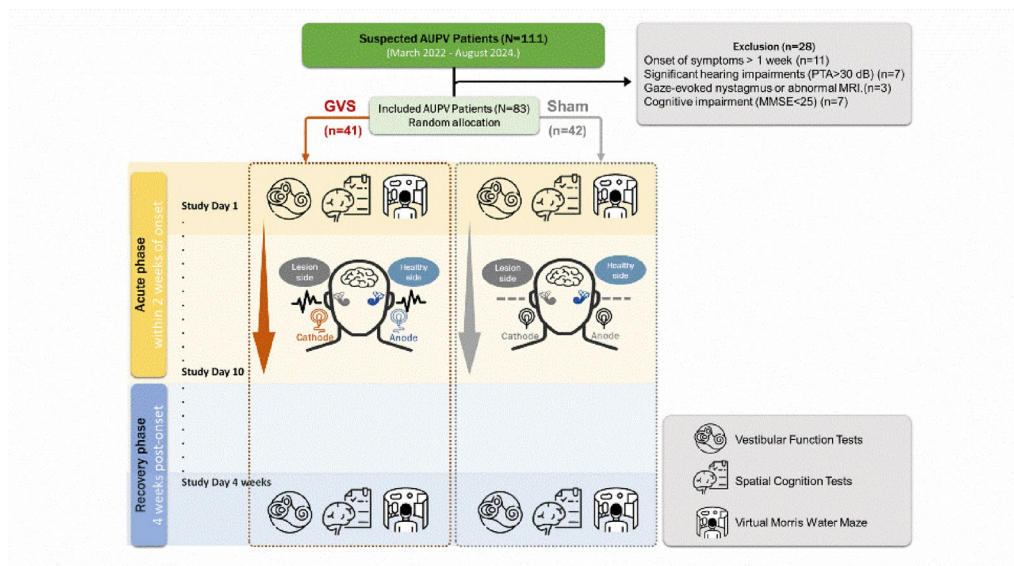 Suspected AUPV Patients (N=111)
(March 2022 - August 2024.)
Exclusion (n=28)
Onset of symptoms > 1 week (n=11)
Significant hearing impairments (PTA>30 dB) (n=7)
Gaze-evoked nystagmus or abnormal MRI.(n=3)
Cognitive impairment (MMSE<25) (n=7)
GVS
(n=41)
Included AUPV Patients (N=83)
Random allocation
Sham
(n=42)
Acute phase
within 2 weeks of onset
Study Day 1
Lesion
side
Healthy
side
Cathode
Anode
Lesion
side
Healthy
side
Cathode
Anode
Study Day 10
Recovery phase
4 weeks post-onset
Study Day 4 weeks
Vestibular Function Tests
Spatial Cognition Tests
Virtual Morris Water Maze